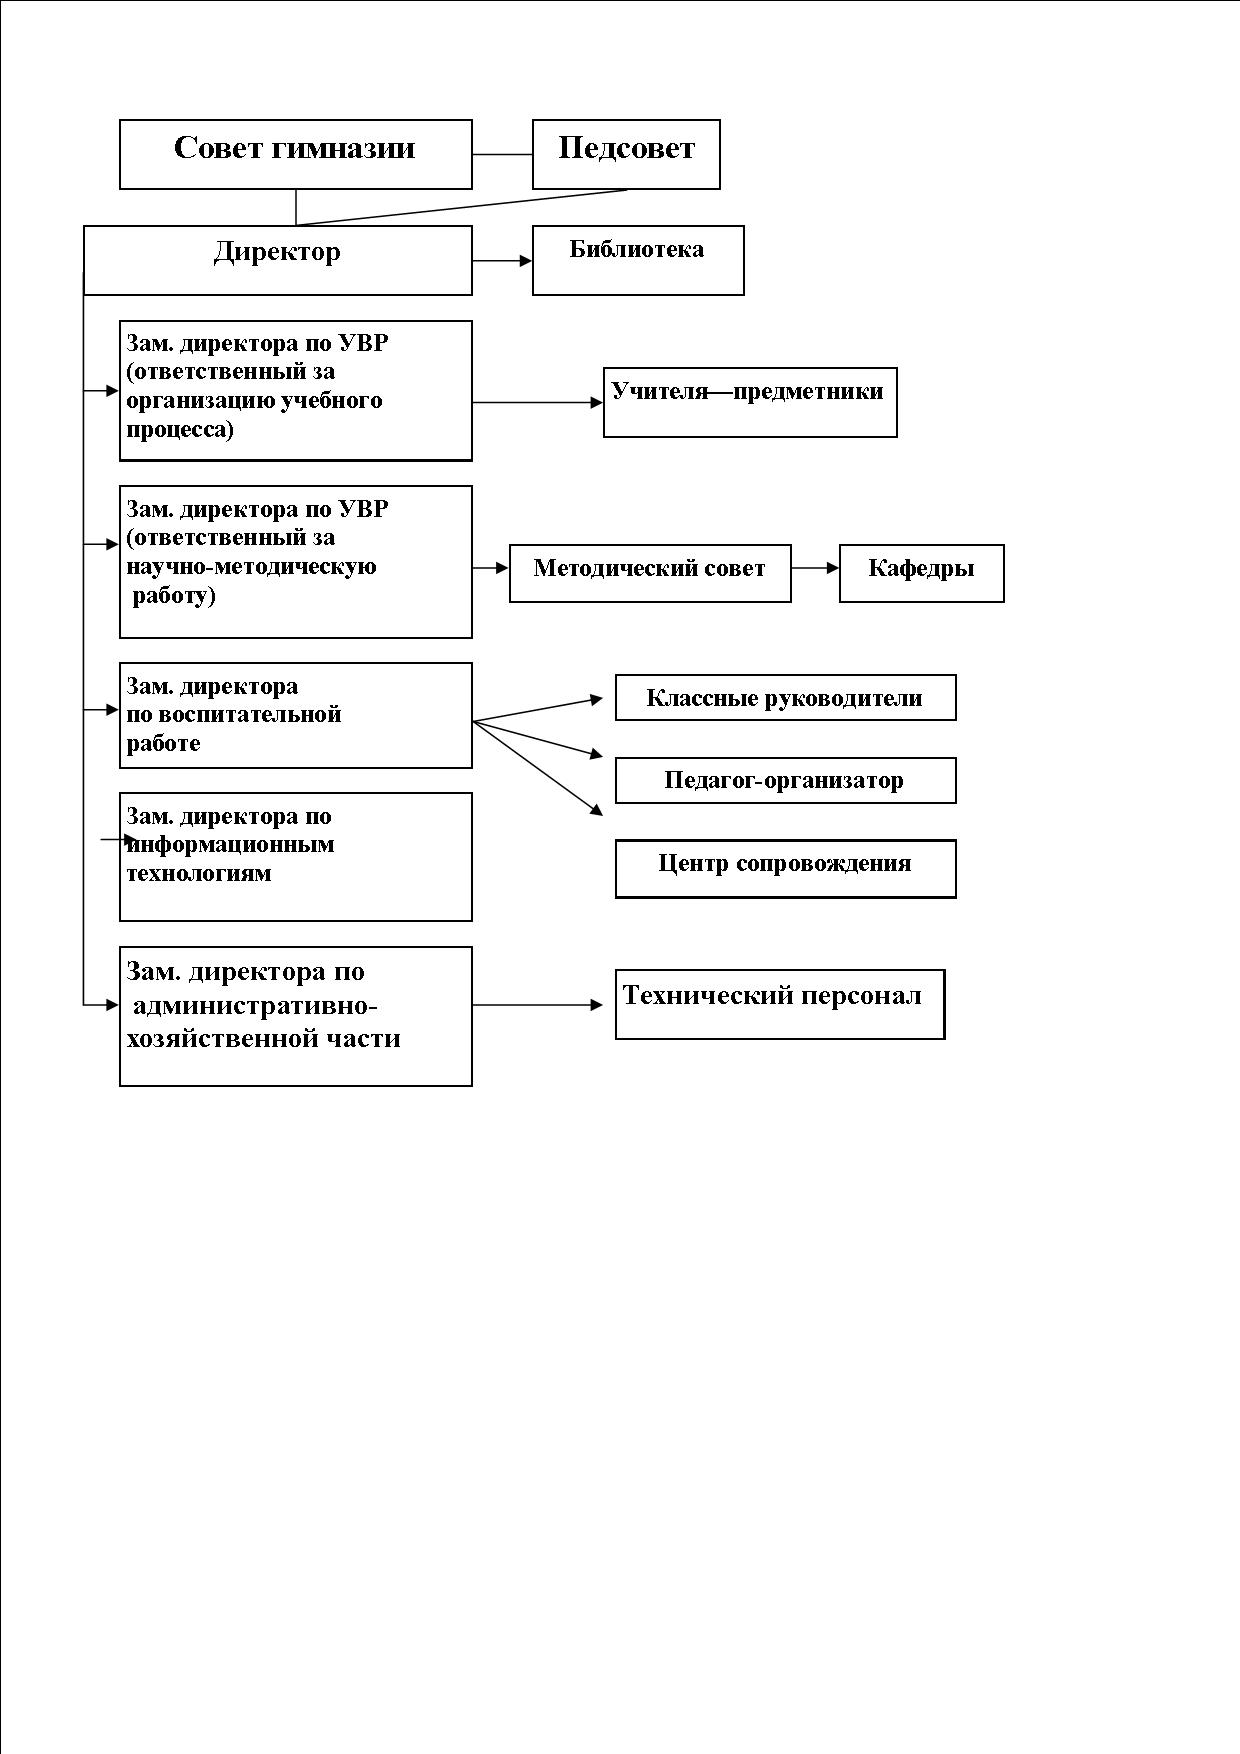 Совет гимназии
Педсовет
Директор
Библиотека
Зам. директора по УВР
(ответственный за
организацию учебного
процесса)
Учителя—предметники
Зам. директора по УВР
(ответственный за
научно-методическую
работу)
Методический совет
Кафедры
Зам. директора
по воспитательной
работе
Классные руководители
Педагог-организатор
Центр сопровождения
Зам. директора по
информационным
технологиям
Зам. директора по
административно-
хозяйственной части
Технический персонал